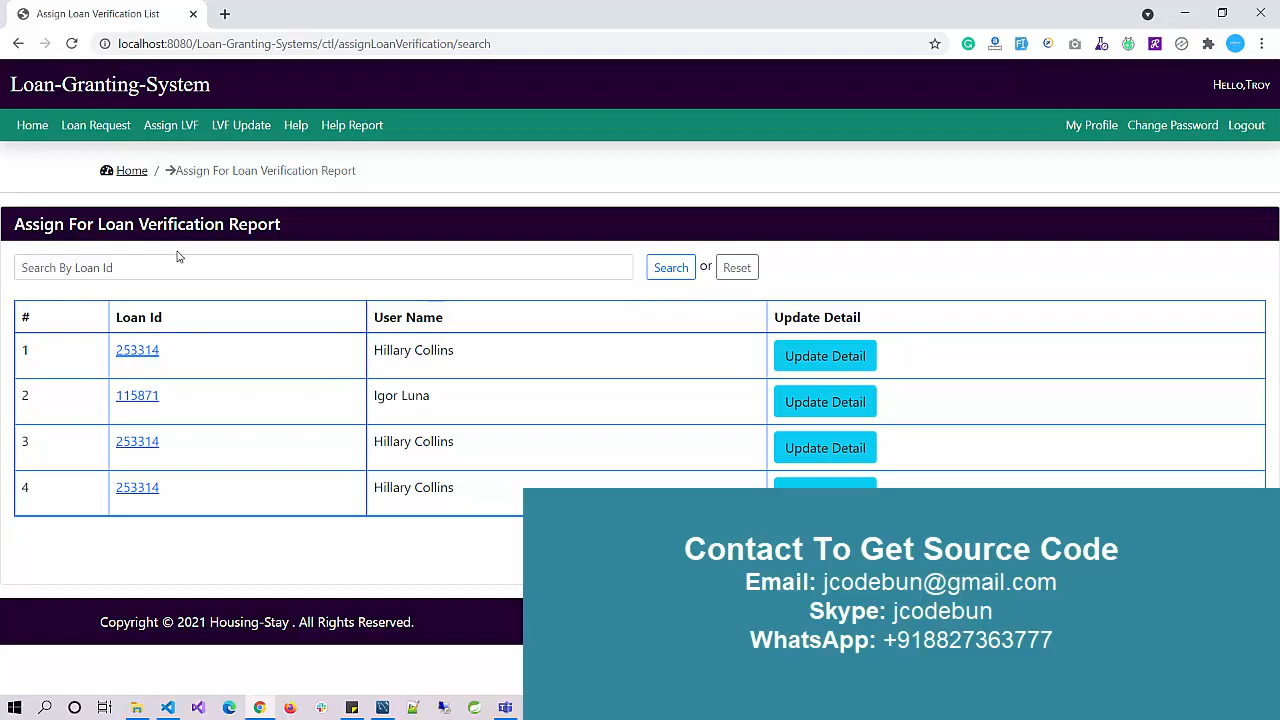 Assign Loan Verification List
localhost:8080/Loan-Granting-Systems/ctl/assignLoanVerification/search
Loan-Granting-System
Hello,Troy
Home Loan Request Assign LVF LVF Update Help Help Report My Profile Change Password Logout
Home / →Assign For Loan Verification Report
Assign For Loan Verification Report
Search By Loan Id Search or Reset
# Loan Id User Name Update Detail
1 253314 Hillary Collins Update Detail
2 115871 Igor Luna Update Detail
3 253314 Hillary Collins Update Detail
4 253314 Hillary Collins
Contact To Get Source Code
Email: jcodebun@gmail.com
Skype: jcodebun
WhatsApp: +918827363777
Copyright © 2021 Housing-Stay . All Rights Reserved.